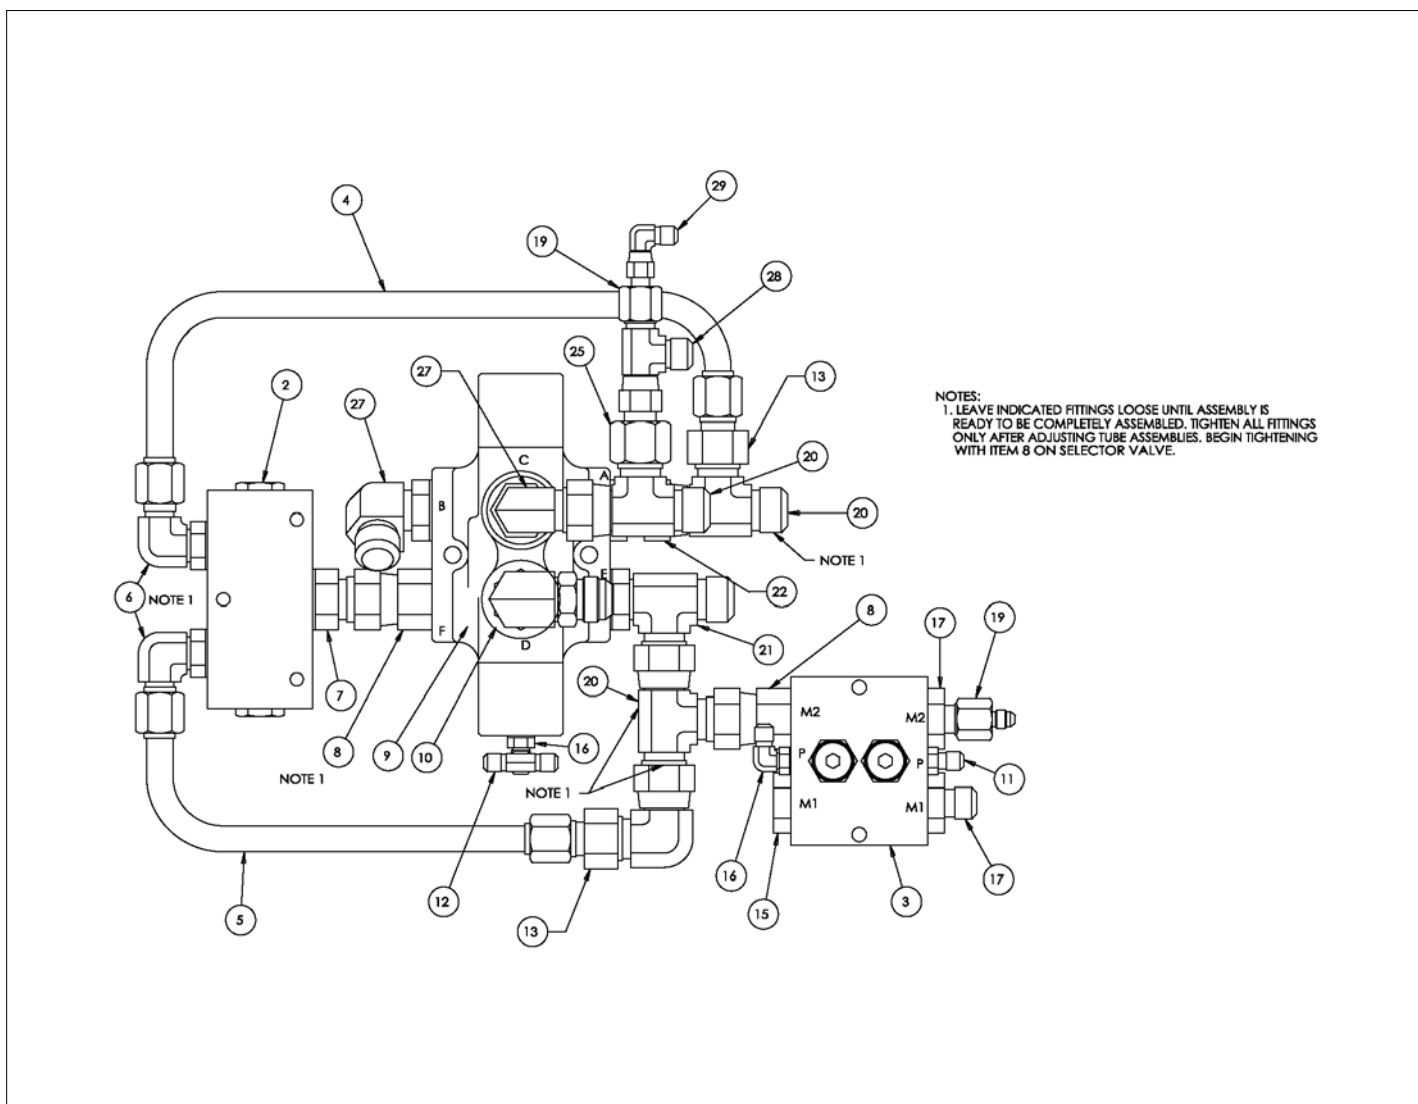 29
4
19
28
25
13
27
2
27
20
C
A
NOTES:
1. LEAVE INDICATED FITTINGS LOOSE UNTIL ASSEMBLY IS
READY TO BE COMPLETELY ASSEMBLED. TIGHTEN ALL FITTINGS
ONLY AFTER ADJUSTING TUBE ASSEMBLIES. BEGIN TIGHTENING
WITH ITEM 8 ON SELECTOR VALVE.
B
20
NOTE 1
E
22
6
NOTE 1
8
17
19
F
D
21
20
7
8
9
10
16
M2
M2
P
P
11
NOTE 1
12
NOTE 1
M1
M1
16
17
5
13
15
3